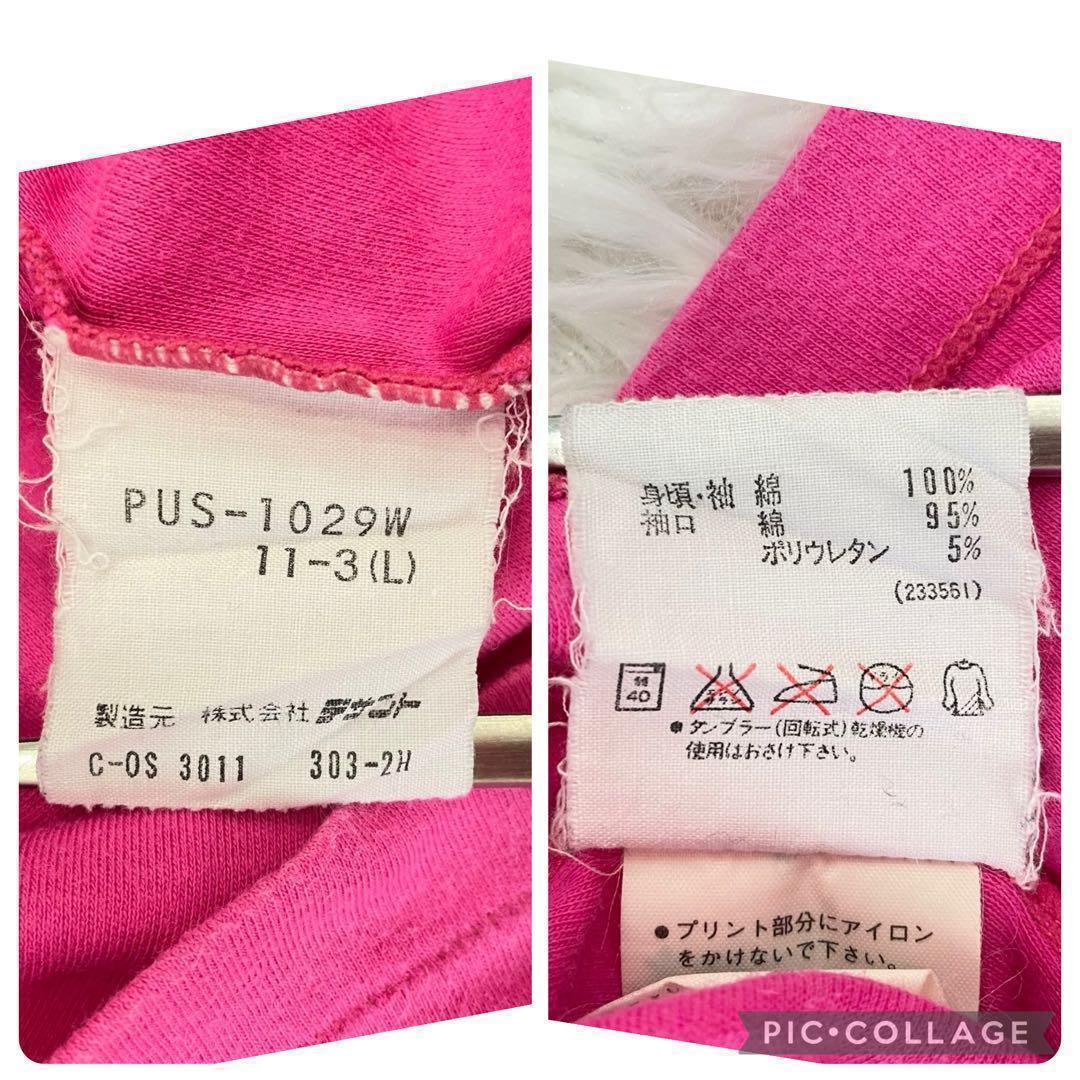 PUS-1029W
11-3(L)
製造元 株式会社デサント
C-OS 3011 303-2H
身頃・袖 綿 100%
袖口 綿 95%
ポリウレタン 5%
(233561)
40
●タンブラー(回転式)乾燥機の
使用はおさけ下さい。
●プリント部分にアイロン
をかけないで下さい。
PIC•COLLAGE